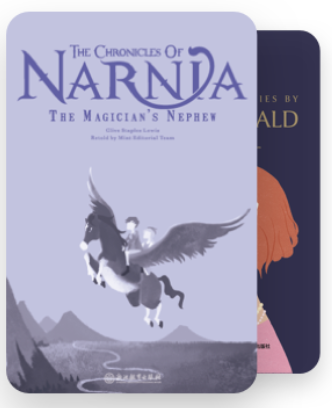 THE CHRONICLES OF
NARNIA
THE MAGICIAN'S NEPHEW
Clive Staples Lewis
Retold by Mint Editorial Team
IES BY
ALD